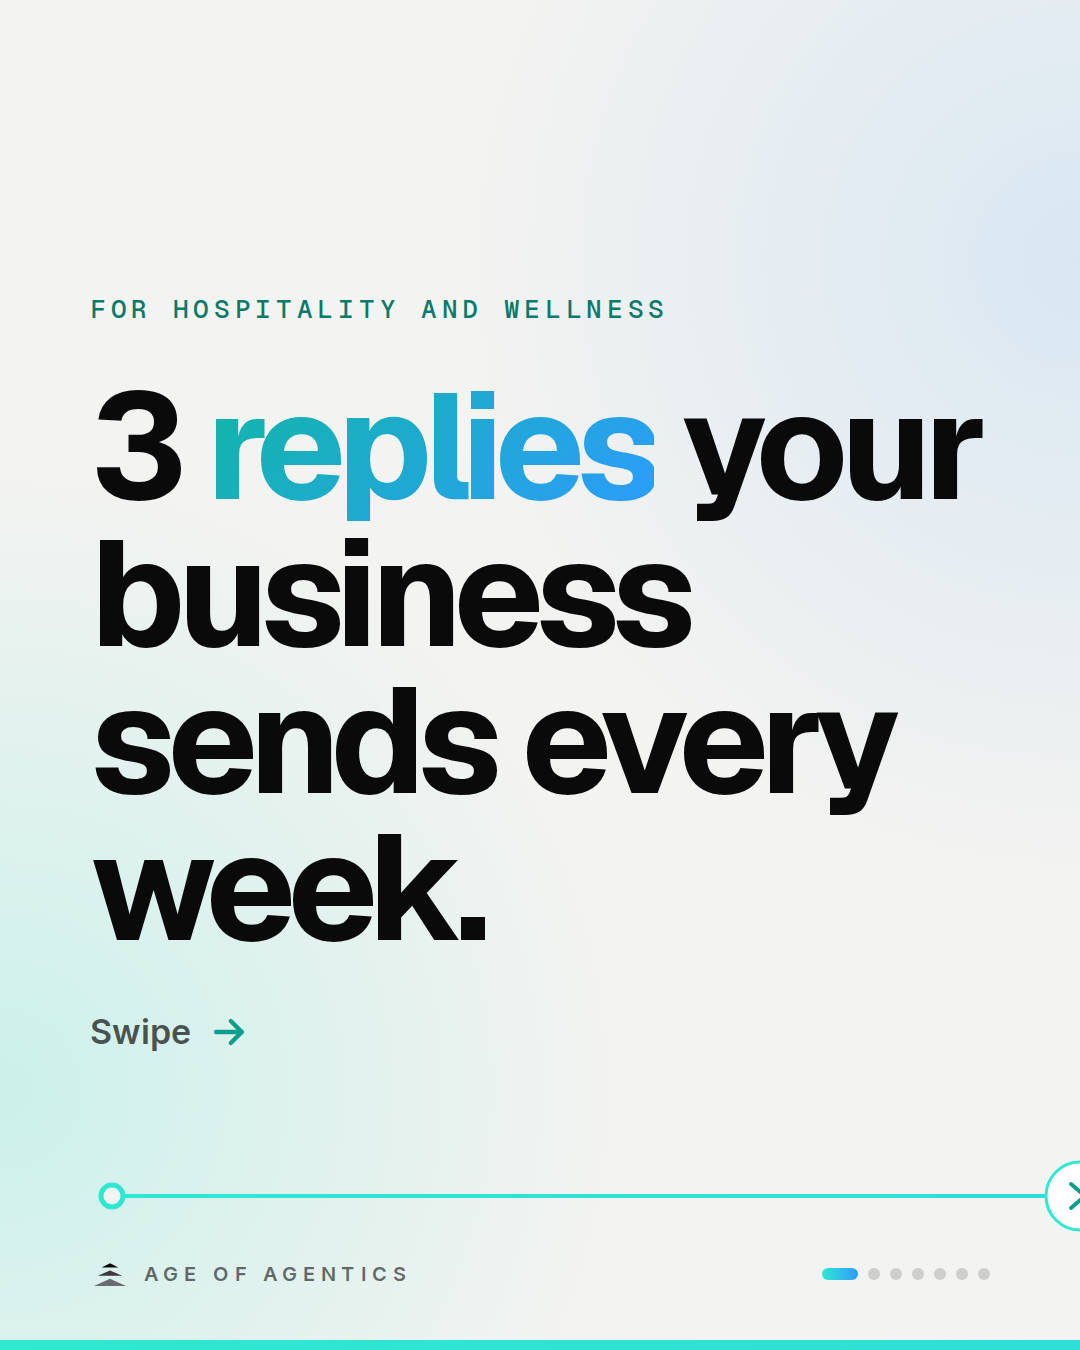 FOR HOSPITALITY AND WELLNESS
3 replies your
business
sends every
week.
Swipe
AGE OF AGENTICS